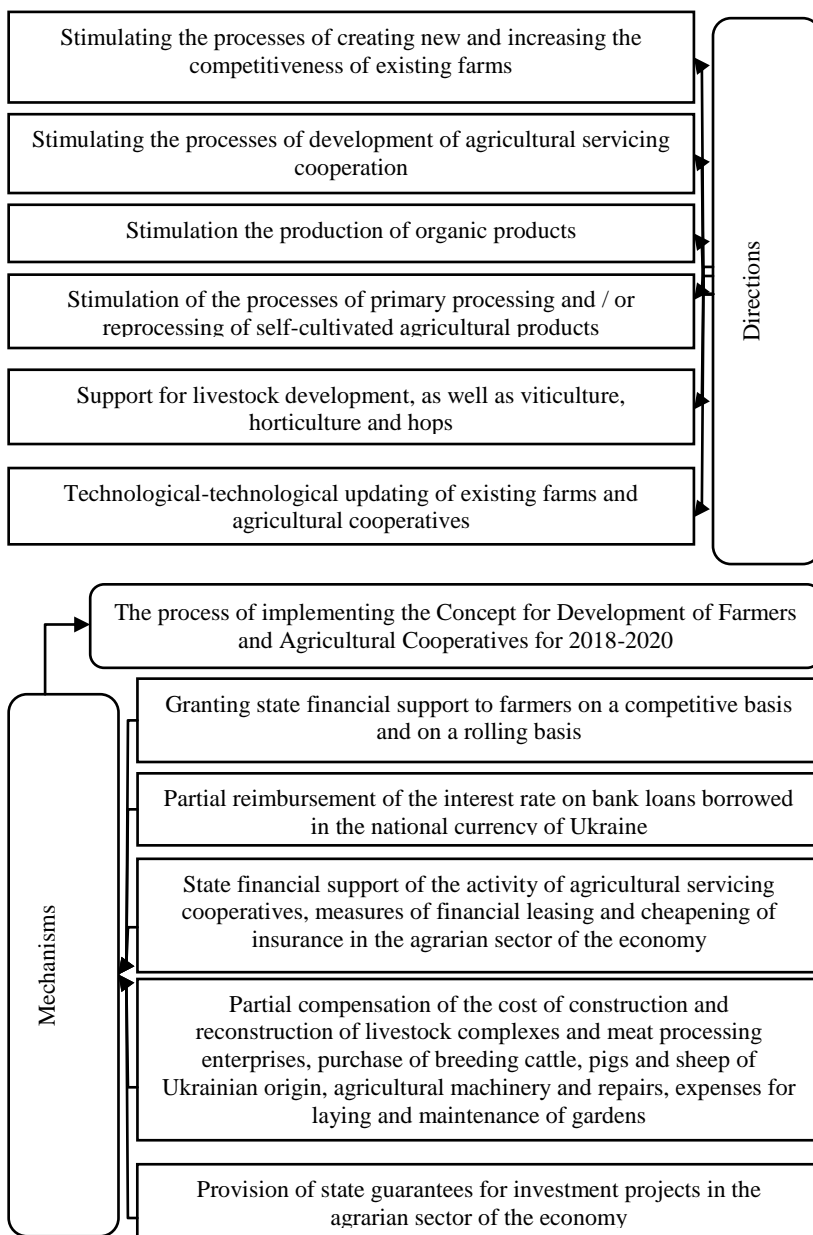 Stimulating the processes of creating new and increasing the
competitiveness of existing farms
Stimulating the processes of development of agricultural servicing
cooperation
Stimulation the production of organic products
Stimulation of the processes of primary processing and / or
reprocessing of self-cultivated agricultural products
Support for livestock development, as well as viticulture,
horticulture and hops
Technological-technological updating of existing farms and
agricultural cooperatives
Directions
The process of implementing the Concept for Development of Farmers
and Agricultural Cooperatives for 2018-2020
Mechanisms
Granting state financial support to farmers on a competitive basis
and on a rolling basis
Partial reimbursement of the interest rate on bank loans borrowed
in the national currency of Ukraine
State financial support of the activity of agricultural servicing
cooperatives, measures of financial leasing and cheapening of
insurance in the agrarian sector of the economy
Partial compensation of the cost of construction and
reconstruction of livestock complexes and meat processing
enterprises, purchase of breeding cattle, pigs and sheep of
Ukrainian origin, agricultural machinery and repairs, expenses for
laying and maintenance of gardens
Provision of state guarantees for investment projects in the
agrarian sector of the economy